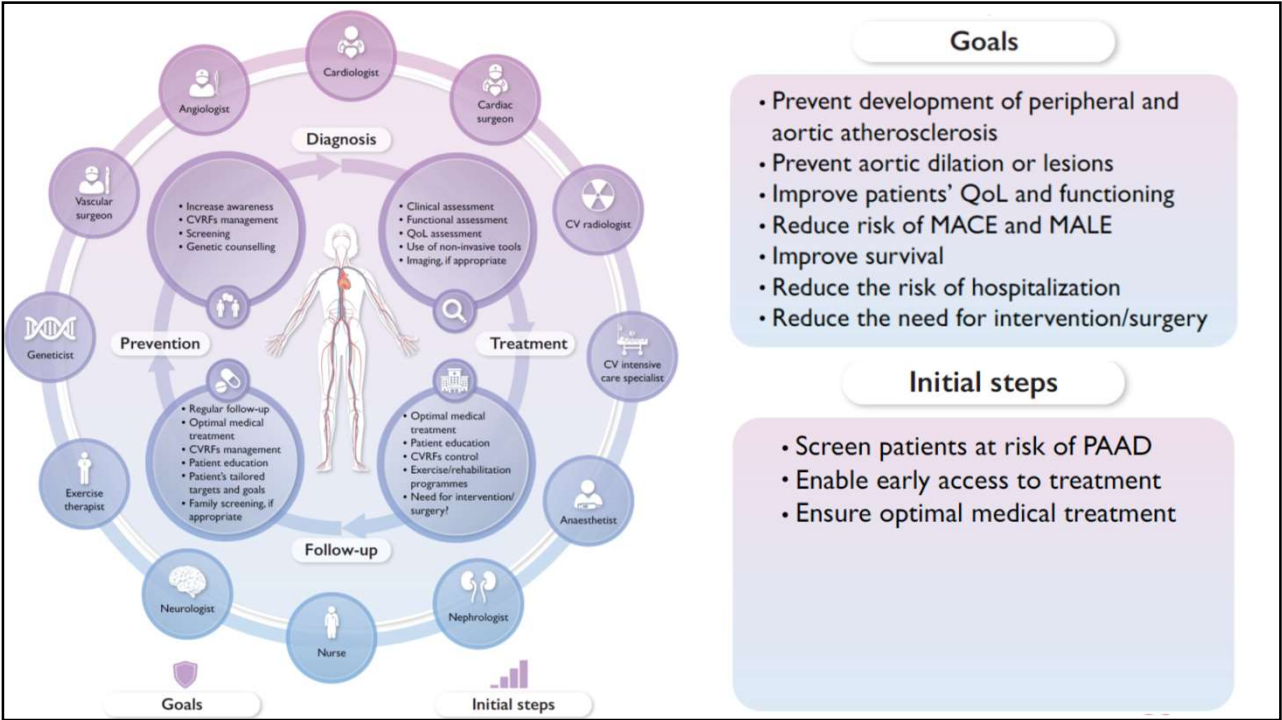 Cardiologist
Angiologist
Cardiac
surgeon
Diagnosis
Vascular
surgeon
CV radiologist
• Increase awareness
• CVRFs management
• Screening
• Genetic counselling
• Clinical assessment
• Functional assessment
• QoL assessment
• Use of non-invasive tools
• Imaging, if appropriate
Geneticist
Prevention
Treatment
CV intensive
care specialist
• Regular follow-up
• Optimal medical
treatment
• CVRFs management
• Patient education
• Patient's tailored
targets and goals
• Family screening, if
appropriate
• Optimal medical
treatment
• Patient education
• CVRFs control
• Exercise/rehabilitation
programmes
• Need for intervention/
surgery?
Exercise
therapist
Anaesthetist
Follow-up
Neurologist
Nephrologist
Nurse
Goals
Initial steps
Goals
• Prevent development of peripheral and
aortic atherosclerosis
• Prevent aortic dilation or lesions
• Improve patients' QoL and functioning
• Reduce risk of MACE and MALE
• Improve survival
• Reduce the risk of hospitalization
• Reduce the need for intervention/surgery
Initial steps
• Screen patients at risk of PAAD
• Enable early access to treatment
• Ensure optimal medical treatment